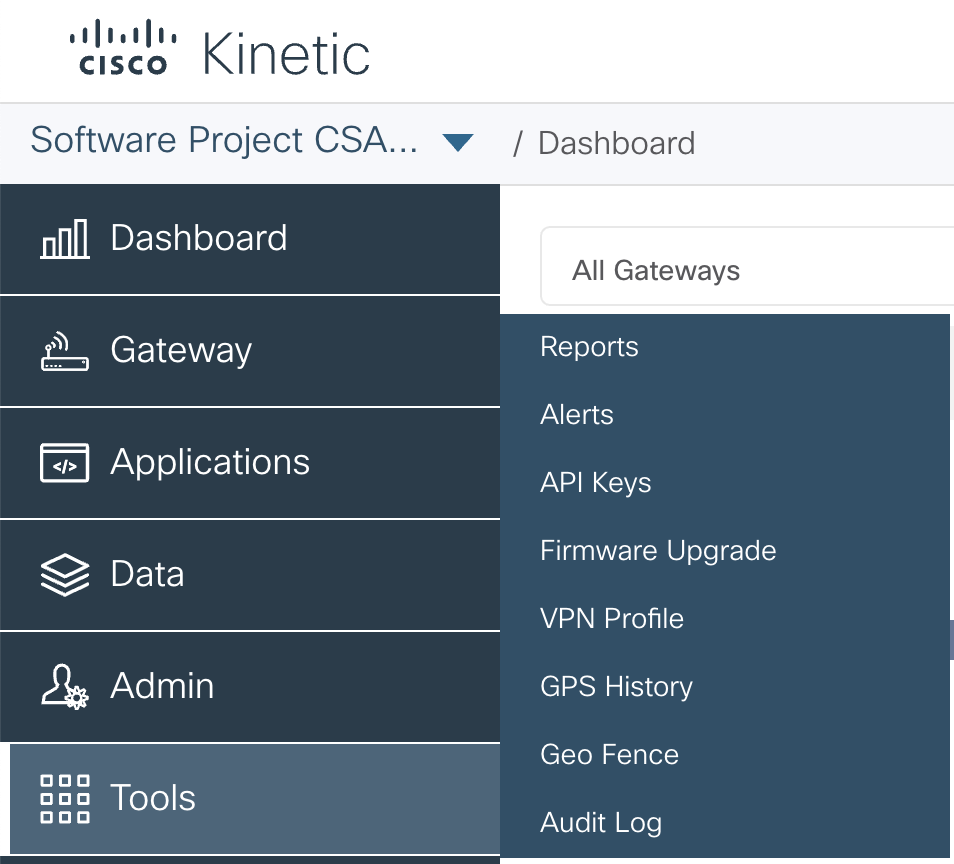 CISCO Kinetic
Software Project CSA... / Dashboard
Dashboard
Gateway
</> Applications
Data
Admin
Tools
All Gateways
Reports
Alerts
API Keys
Firmware Upgrade
VPN Profile
GPS History
Geo Fence
Audit Log